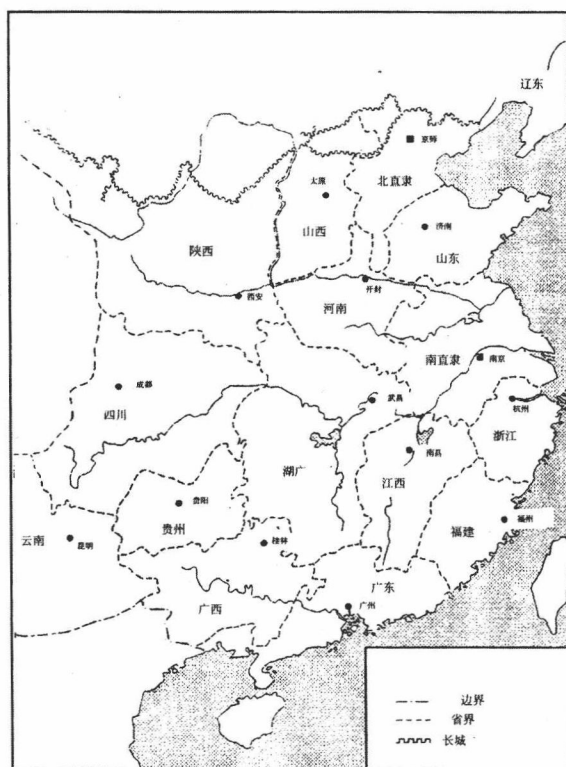 辽东
京师
北直隶
太原
山西
济南
山东
陕西
西安
开封
河南
南直隶
南京
成都
四川
武昌
杭州
浙江
湖广
南昌
江西
贵阳
贵州
福州
福建
云南
昆明
桂林
广西
广东
广州
边界
省界
长城